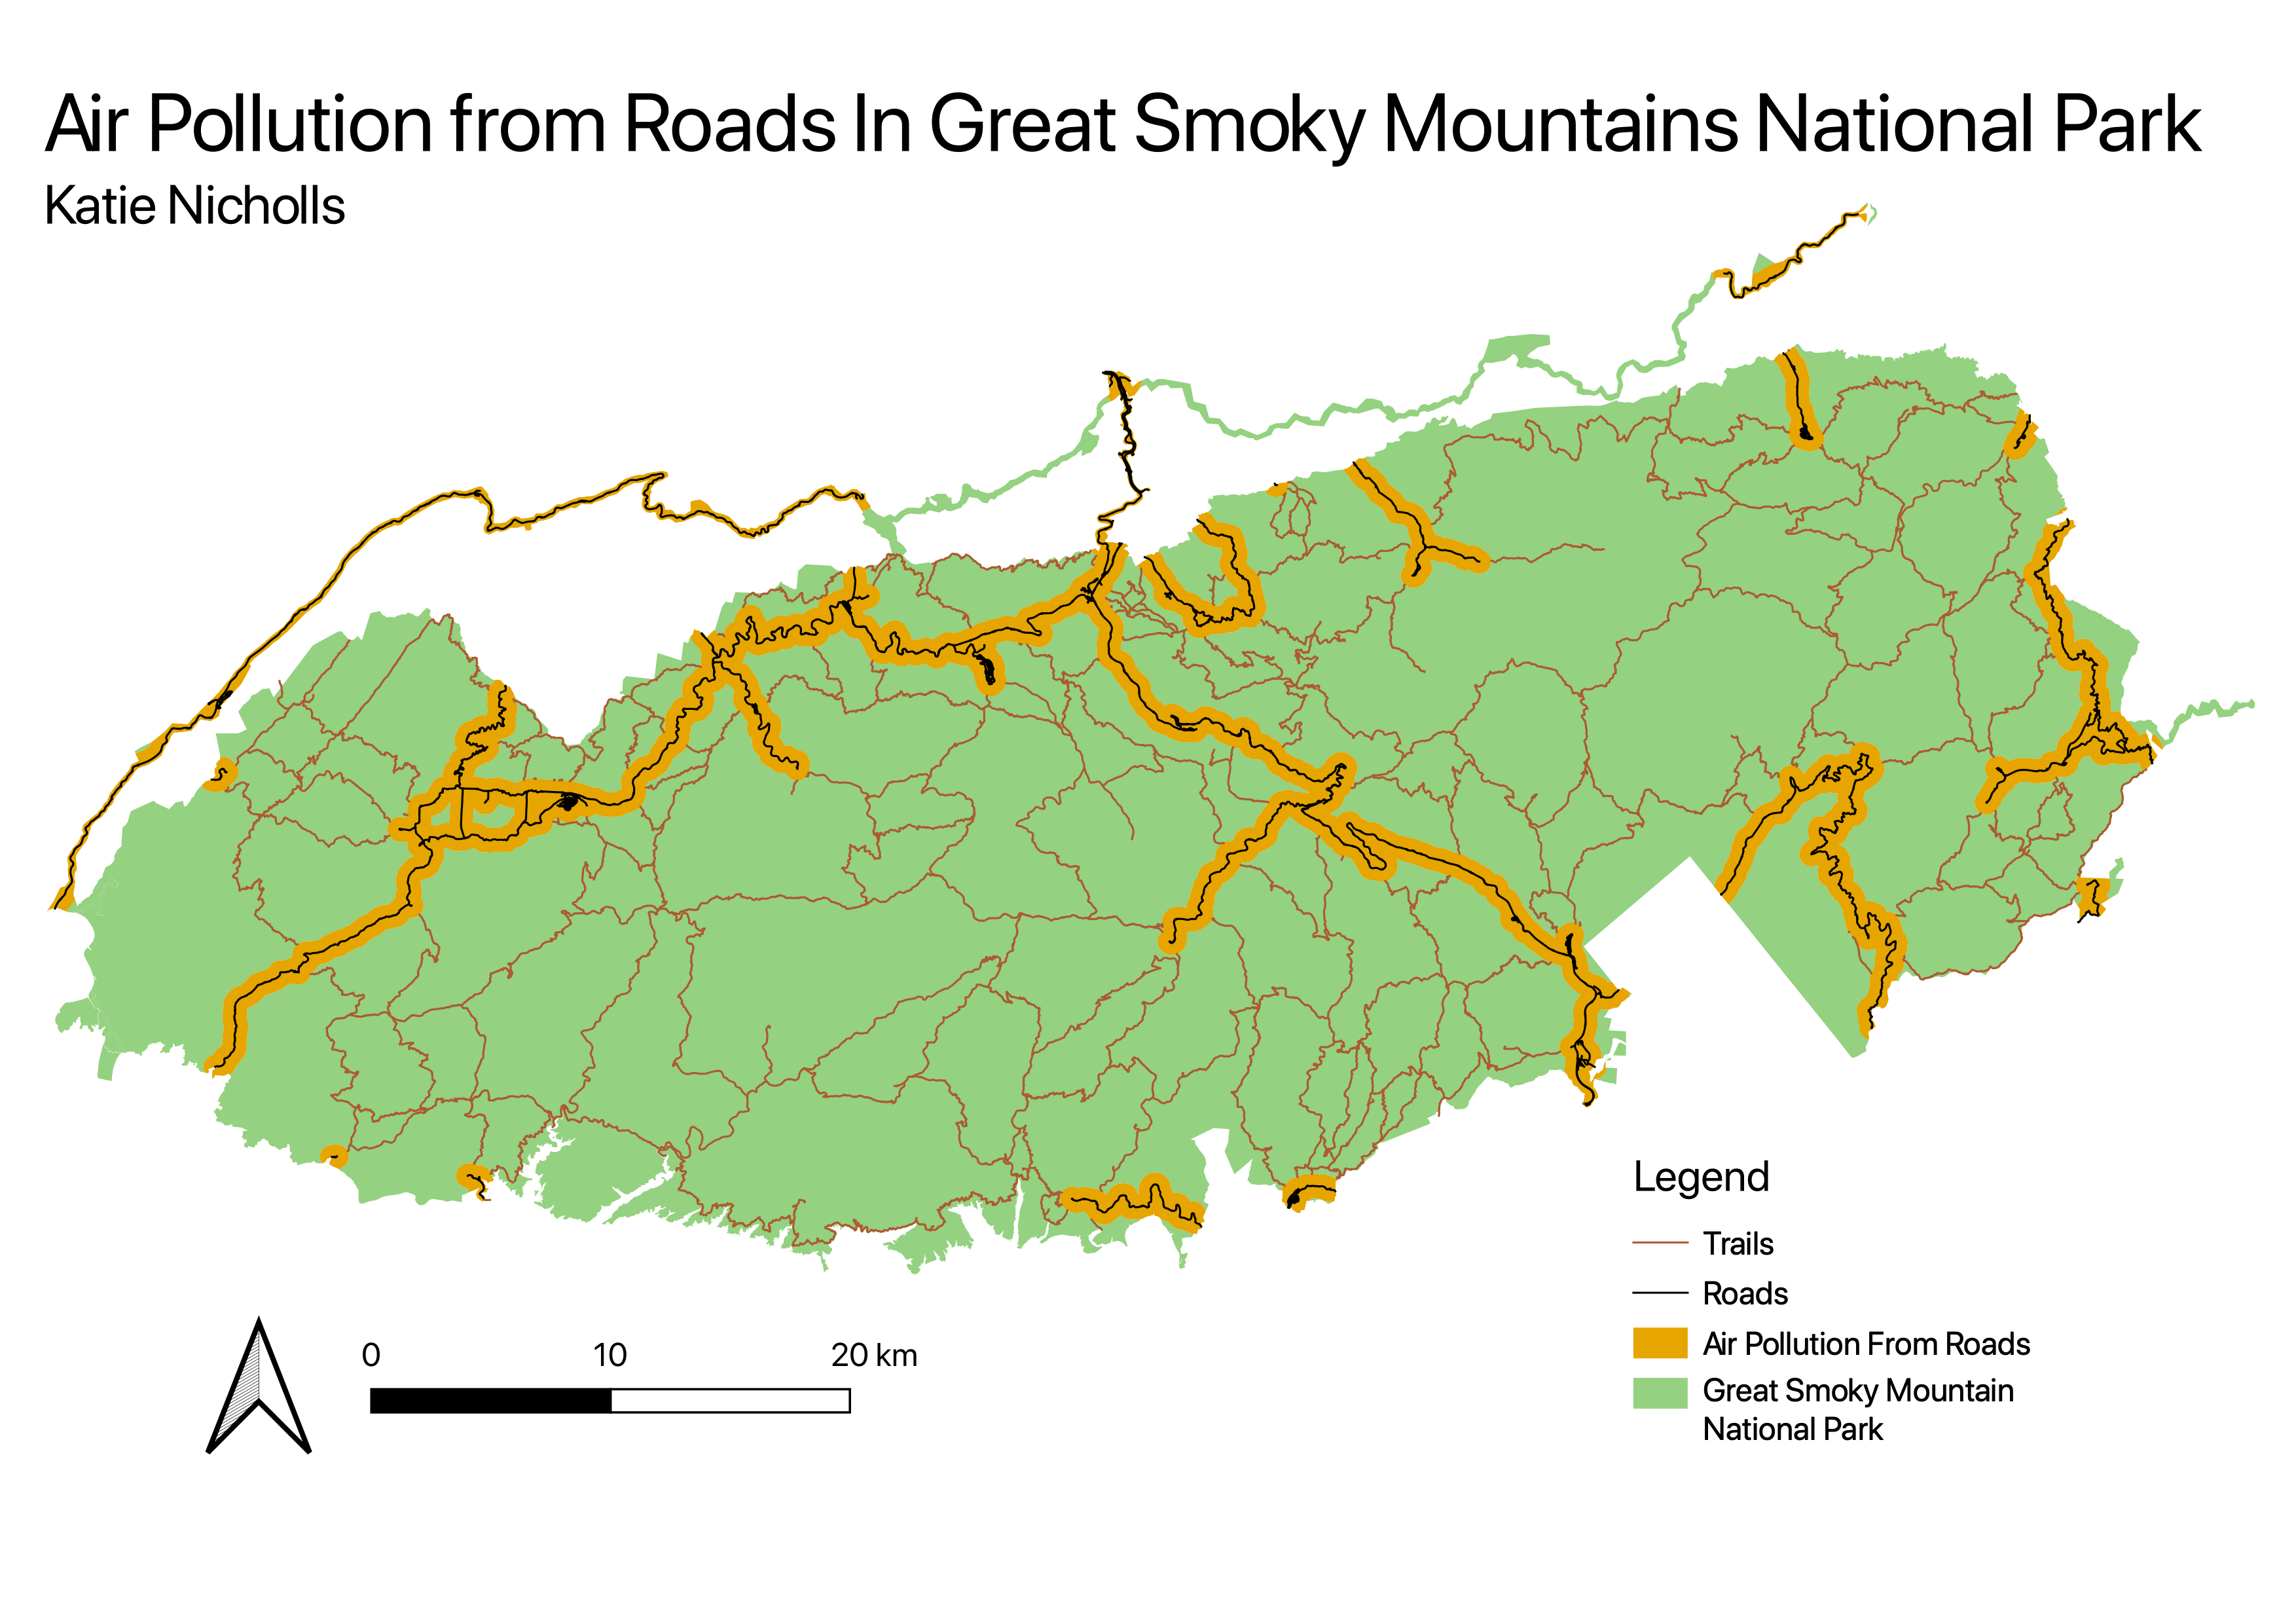 Air Pollution from Roads In Great Smoky Mountains National Park
Katie Nicholls
Legend
Trails
Roads
Air Pollution From Roads
Great Smoky Mountain
National Park
0 10 20 km